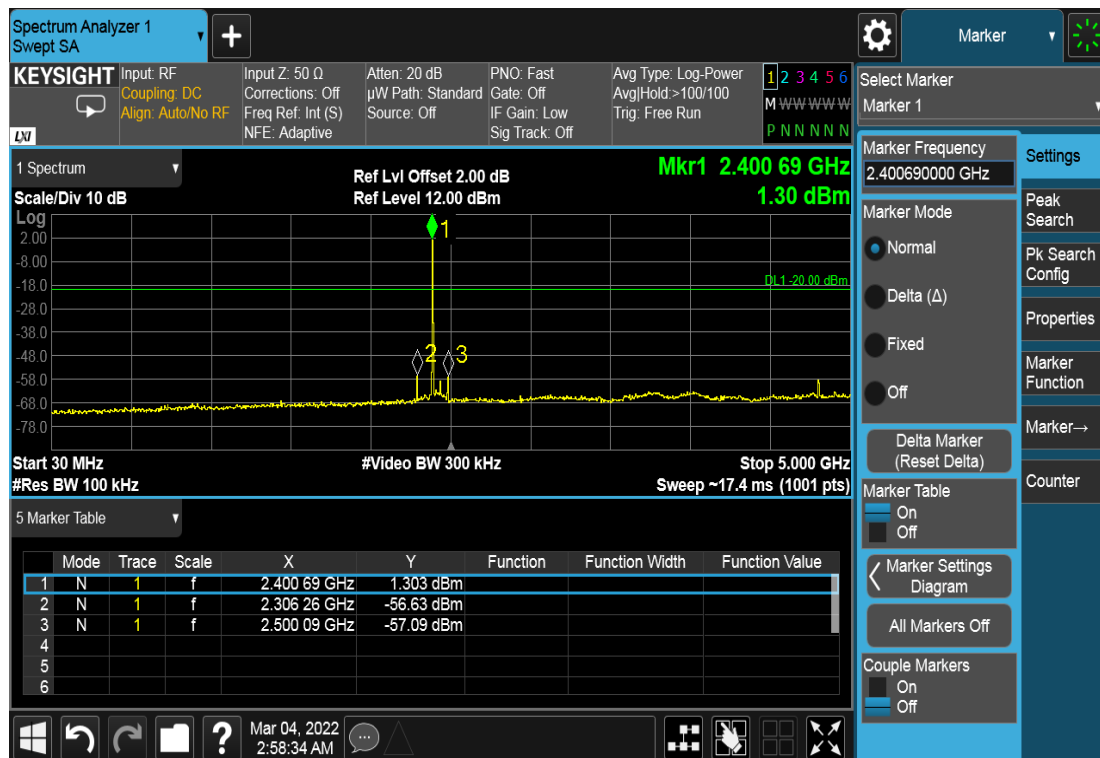 Spectrum Analyzer 1
Swept SA
+
Marker
KEYSIGHT
LXI
Input: RF
Coupling: DC
Align: Auto/No RF
Input Z: 50 Ω
Corrections: Off
Freq Ref: Int (S)
NFE: Adaptive
Atten: 20 dB
µW Path: Standard
Source: Off
PNO: Fast
Gate: Off
IF Gain: Low
Sig Track: Off
Avg Type: Log-Power
Avg|Hold:>100/100
Trig: Free Run
1 2 3 4 5 6
M W W W W W
P N N N N N
Select Marker
Marker 1
1 Spectrum
Scale/Div 10 dB
Ref Lvl Offset 2.00 dB
Ref Level 12.00 dBm
Mkr1 2.400 69 GHz
1.30 dBm
Log
2.00
-8.00
-18.0
-28.0
-38.0
-48.0
-58.0
-68.0
-78.0
1
2
3
DL1 -20.00 dBm
Start 30 MHz
#Res BW 100 kHz
#Video BW 300 kHz
Stop 5.000 GHz
Sweep ~17.4 ms (1001 pts)
5 Marker Table
Mode Trace Scale X Y Function Function Width Function Value
1 N 1 f 2.400 69 GHz 1.303 dBm
2 N 1 f 2.306 26 GHz -56.63 dBm
3 N 1 f 2.500 09 GHz -57.09 dBm
4
5
6
Marker Frequency
2.400690000 GHz
Marker Mode
Normal
Delta (Δ)
Fixed
Off
Delta Marker
(Reset Delta)
Marker Table
On
Off
Marker Settings
Diagram
All Markers Off
Couple Markers
On
Off
Settings
Peak
Search
Pk Search
Config
Properties
Marker
Function
Marker→
Counter
?
Mar 04, 2022
2:58:34 AM